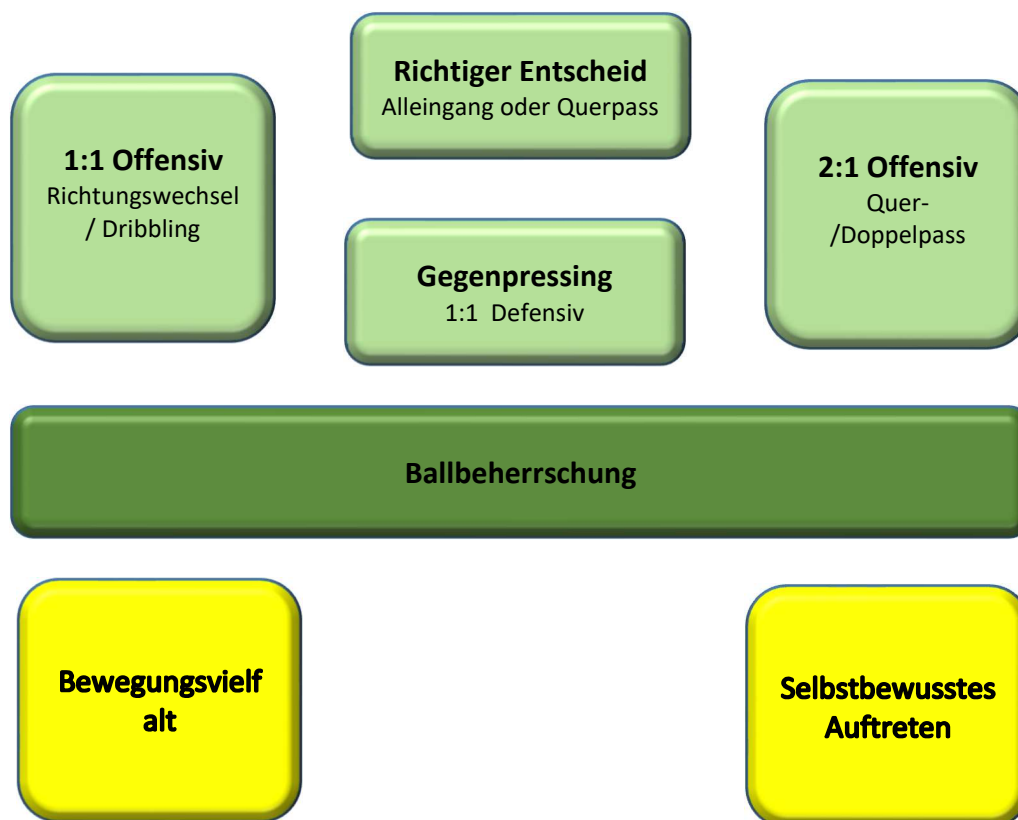 Richtiger Entscheid
Alleingang oder Querpass
1:1 Offensiv
Richtungswechsel
/ Dribbling
2:1 Offensiv
Quer-
/Doppelpass
Gegenpressing
1:1 Defensiv
Ballbeherrschung
Bewegungsvielf
alt
Selbstbewusstes
Auftreten